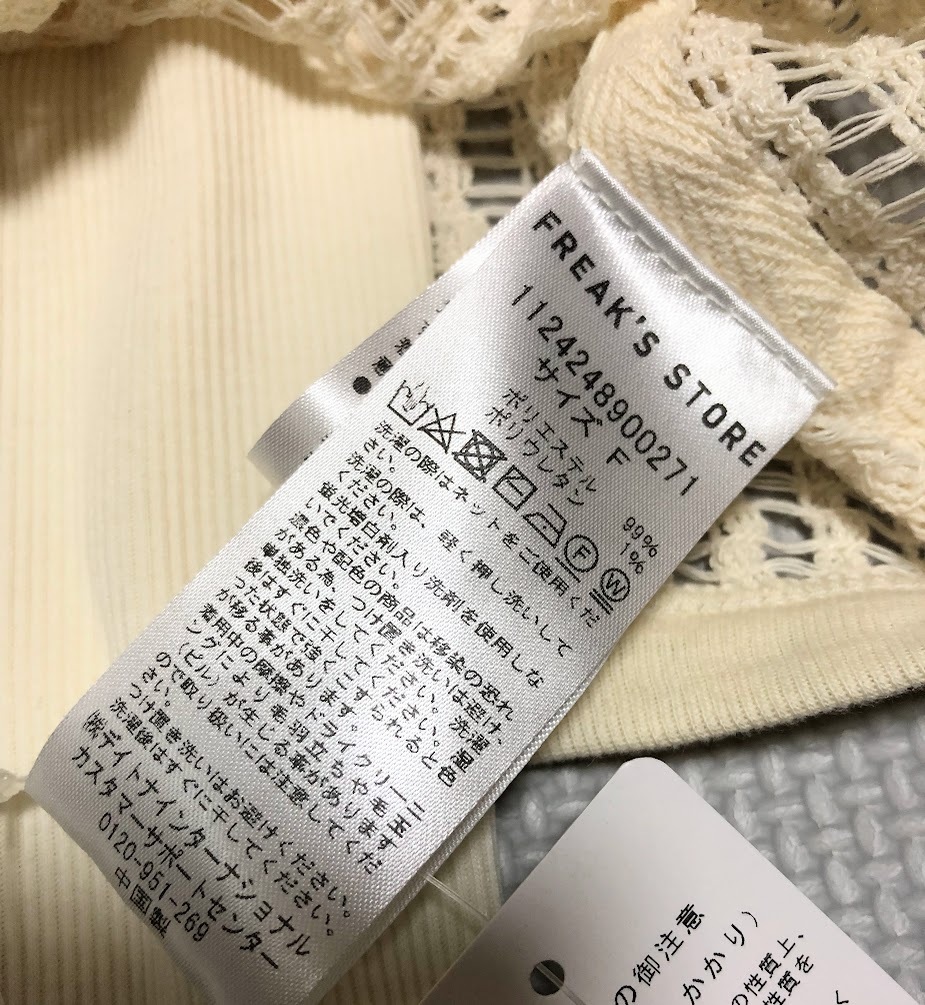 FREAK'S STORE
1124248900271
サイズ F
ポリエステル 99%
ポリウレタン 1%
F W
洗濯の際はネットをご使用くだ
さい。
洗濯の際は、軽く押し洗いして
ください。
蛍光増白剤入り洗剤を使用しな
いでください。
濃色や配色の商品は移染の恐れ
がある為、つけ置き洗いは避け、
単独洗いをしてください。洗濯
後はすぐに干してください。湿
った状態で強くこすられると色
が移る事があります。
着用中の摩擦やドライクリーニ
ングにより毛羽立ちや毛玉
(ピル)が生じる事があります
ので取り扱いには注意してくだ
さい。
つけ置き洗いはお避けください。
洗濯後はすぐに干してください。
㈱デイトナインターナショナル
カスタマーサポートセンター
0120-951-269
中国製
の御注意
かかり)
の性質上、
性質を
く